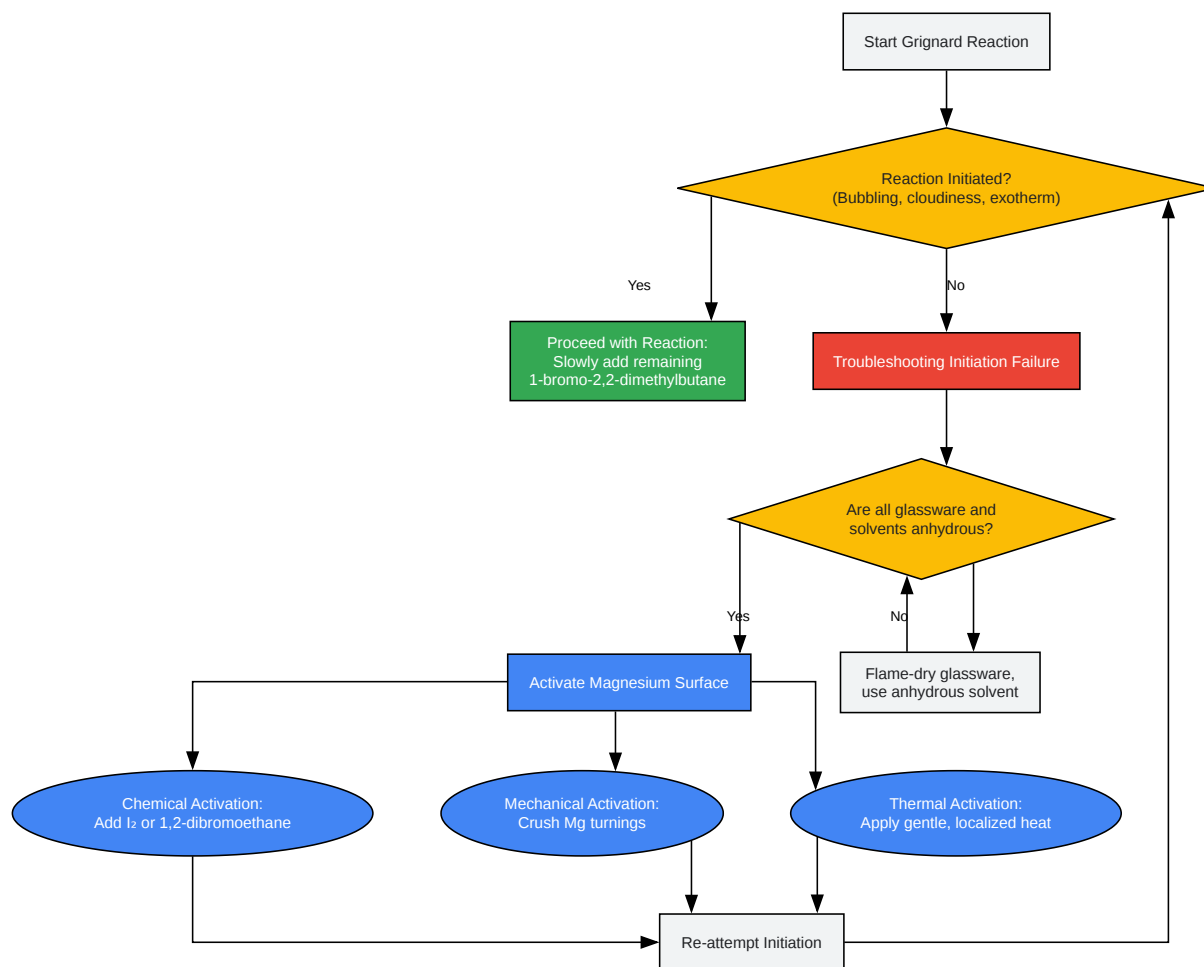 Start Grignard Reaction
Reaction Initiated?
(Bubbling, cloudiness, exotherm)
Yes
No
Proceed with Reaction:
Slowly add remaining
1-bromo-2,2-dimethylbutane
Troubleshooting Initiation Failure
Are all glassware and
solvents anhydrous?
Yes
No
Activate Magnesium Surface
Flame-dry glassware,
use anhydrous solvent
Chemical Activation:
Add I₂ or 1,2-dibromoethane
Mechanical Activation:
Crush Mg turnings
Thermal Activation:
Apply gentle, localized heat
Re-attempt Initiation